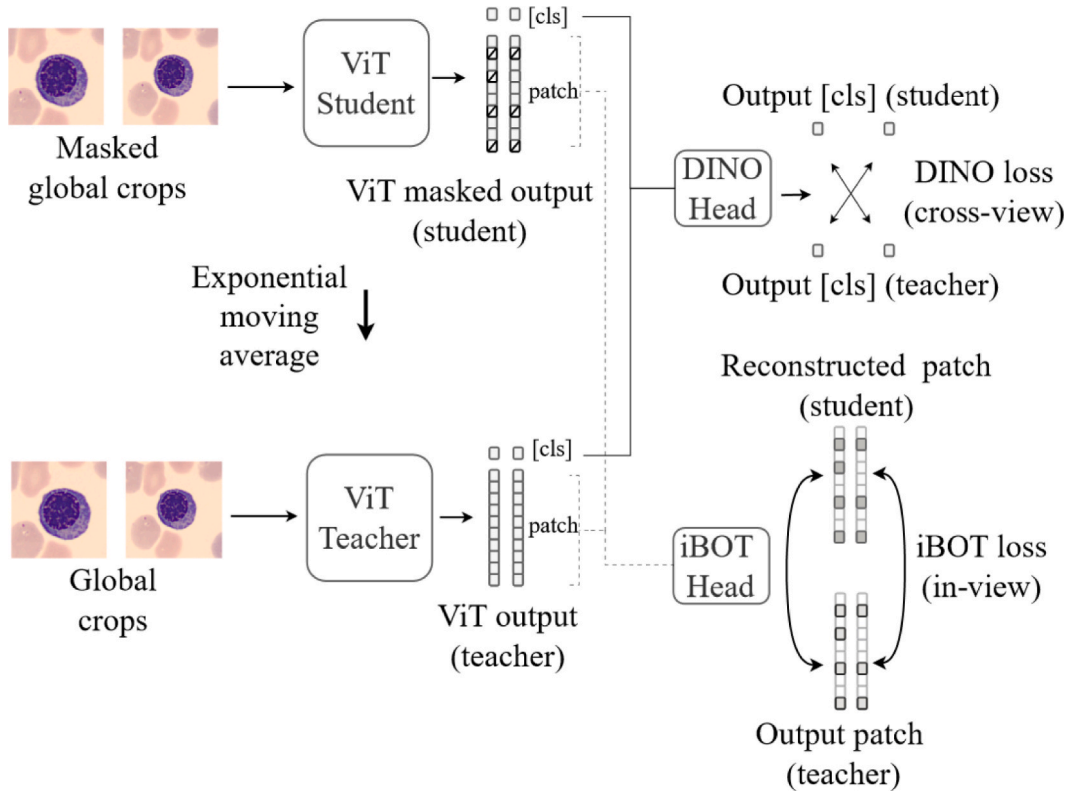 [cls]
ViT
Student
patch
Masked
global crops
ViT masked output
(student)
Output [cls] (student)
DINO
Head
DINO loss
(cross-view)
Output [cls] (teacher)
Exponential
moving
average
Reconstructed patch
(student)
[cls]
ViT
Teacher
patch
Global
crops
ViT output
(teacher)
iBOT
Head
iBOT loss
(in-view)
Output patch
(teacher)